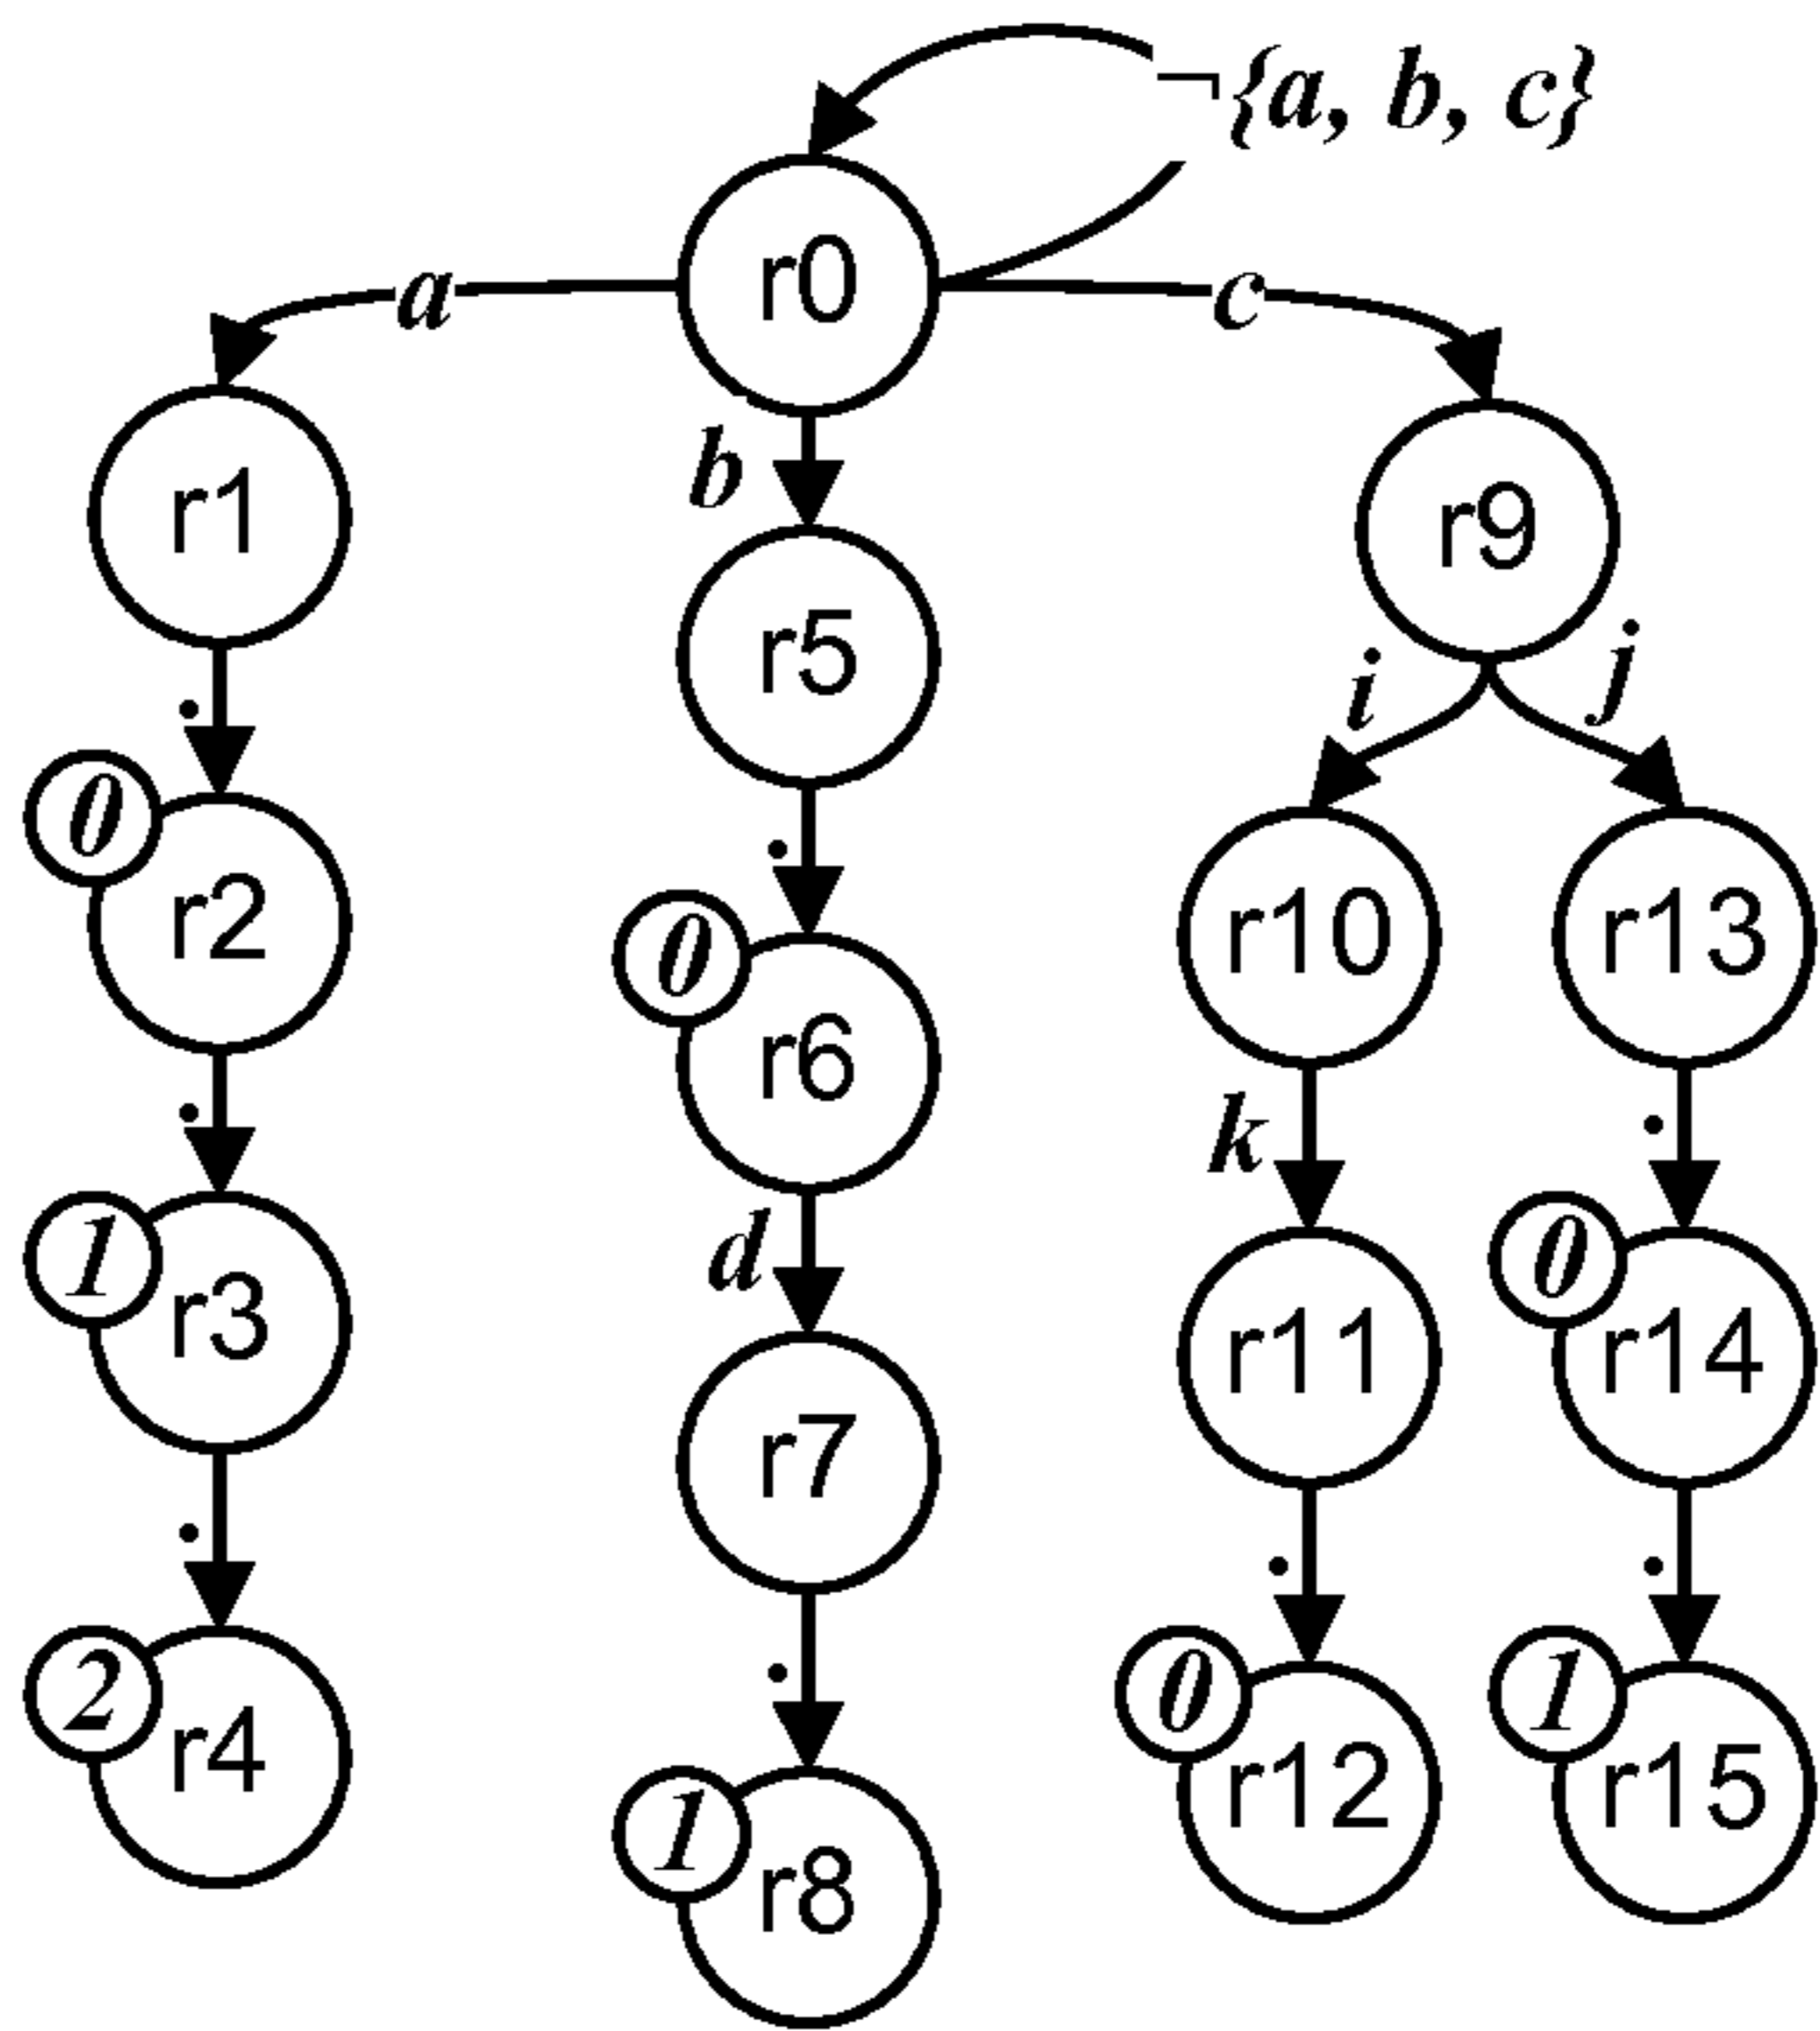 ¬{a, b, c}
r0
a
c
b
r1
r9
r5
i
j
.
0
r2
.
r10
r13
0
r6
.
k
.
1
r3
d
0
r11
r14
r7
.
.
.
2
r4
.
0
r12
1
r15
1
r8